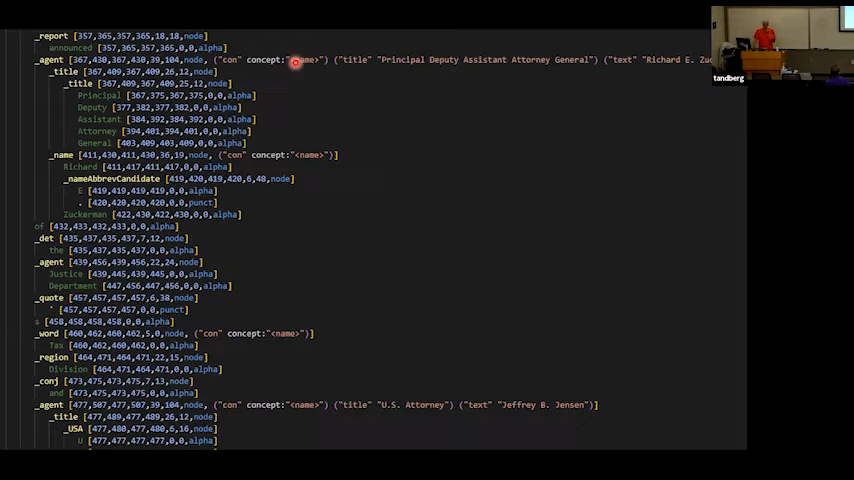 _report [357,365,357,365,18,18,node]
announced [357,365,357,365,0,0,alpha]
_agent [367,430,367,430,39,104,node, ("con" concept:"<name>") ("title" "Principal Deputy Assistant Attorney General") ("text" "Richard E. Zuc
_title [367,409,367,409,26,12,node]
_title [367,409,367,409,25,12,node]
Principal [367,375,367,375,0,0,alpha]
Deputy [377,382,377,382,0,0,alpha]
Assistant [384,392,384,392,0,0,alpha]
Attorney [394,401,394,401,0,0,alpha]
General [403,409,403,409,0,0,alpha]
_name [411,430,411,430,36,19,node, ("con" concept:"<name>")]
Richard [411,417,411,417,0,0,alpha]
_nameAbbrevCandidate [419,420,419,420,6,48,node]
E [419,419,419,419,0,0,alpha]
. [420,420,420,420,0,0,punct]
Zuckerman [422,430,422,430,0,0,alpha]
of [432,433,432,433,0,0,alpha]
_det [435,437,435,437,7,12,node]
the [435,437,435,437,0,0,alpha]
_agent [439,456,439,456,22,24,node]
Justice [439,445,439,445,0,0,alpha]
Department [447,456,447,456,0,0,alpha]
_quote [457,457,457,457,6,38,node]
' [457,457,457,457,0,0,punct]
s [458,458,458,458,0,0,alpha]
_word [460,462,460,462,5,0,node, ("con" concept:"<name>")]
Tax [460,462,460,462,0,0,alpha]
_region [464,471,464,471,22,15,node]
Division [464,471,464,471,0,0,alpha]
_conj [473,475,473,475,7,13,node]
and [473,475,473,475,0,0,alpha]
_agent [477,507,477,507,39,104,node, ("con" concept:"<name>") ("title" "U.S. Attorney") ("text" "Jeffrey B. Jensen")]
_title [477,489,477,489,26,12,node]
_USA [477,480,477,480,6,16,node]
U [477,477,477,477,0,0,alpha]
tandberg